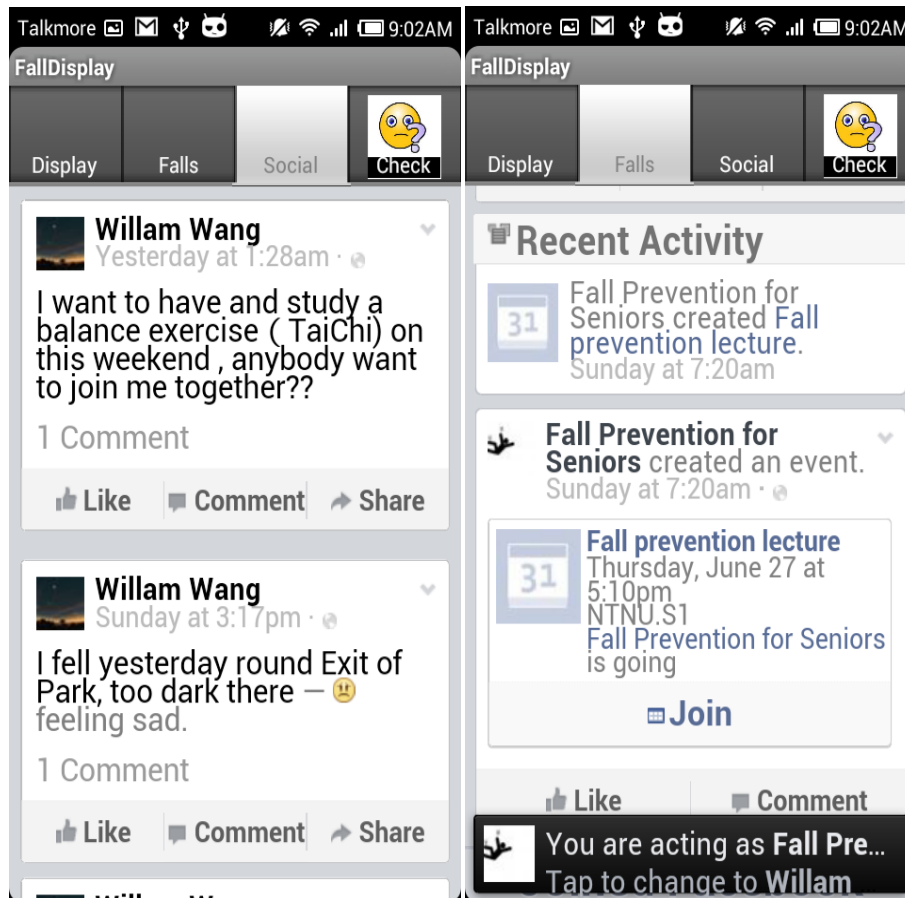 Talkmore 9:02AM
FallDisplay
Display Falls Social Check
Willam Wang
Yesterday at 1:28am ·
I want to have and study a
balance exercise ( TaiChi) on
this weekend , anybody want
to join me together??
1 Comment
Like Comment Share
Willam Wang
Sunday at 3:17pm ·
I fell yesterday round Exit of
Park, too dark there —
feeling sad.
1 Comment
Like Comment Share
Talkmore 9:02AM
FallDisplay
Display Falls Social Check
Recent Activity
31
Fall Prevention for
Seniors created Fall
prevention lecture.
Sunday at 7:20am
Fall Prevention for
Seniors created an event.
Sunday at 7:20am ·
31
Fall prevention lecture
Thursday, June 27 at
5:10pm
NTNU.S1
Fall Prevention for Seniors
is going
Join
Like Comment
You are acting as Fall Pre...
Tap to change to Willam